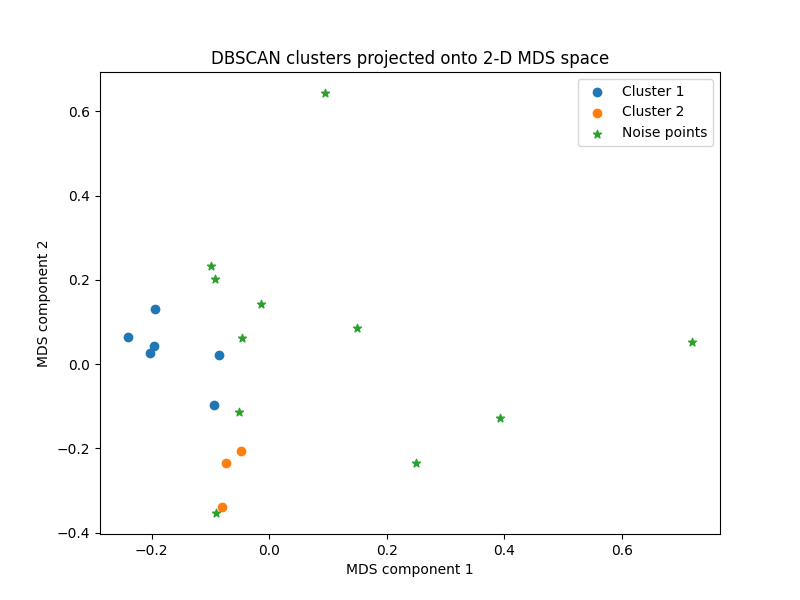 DBSCAN clusters projected onto 2-D MDS space
Cluster 1
Cluster 2
Noise points
0.6
0.4
0.2
0.0
−0.2
−0.4
MDS component 2
−0.2
0.0
0.2
0.4
0.6
MDS component 1